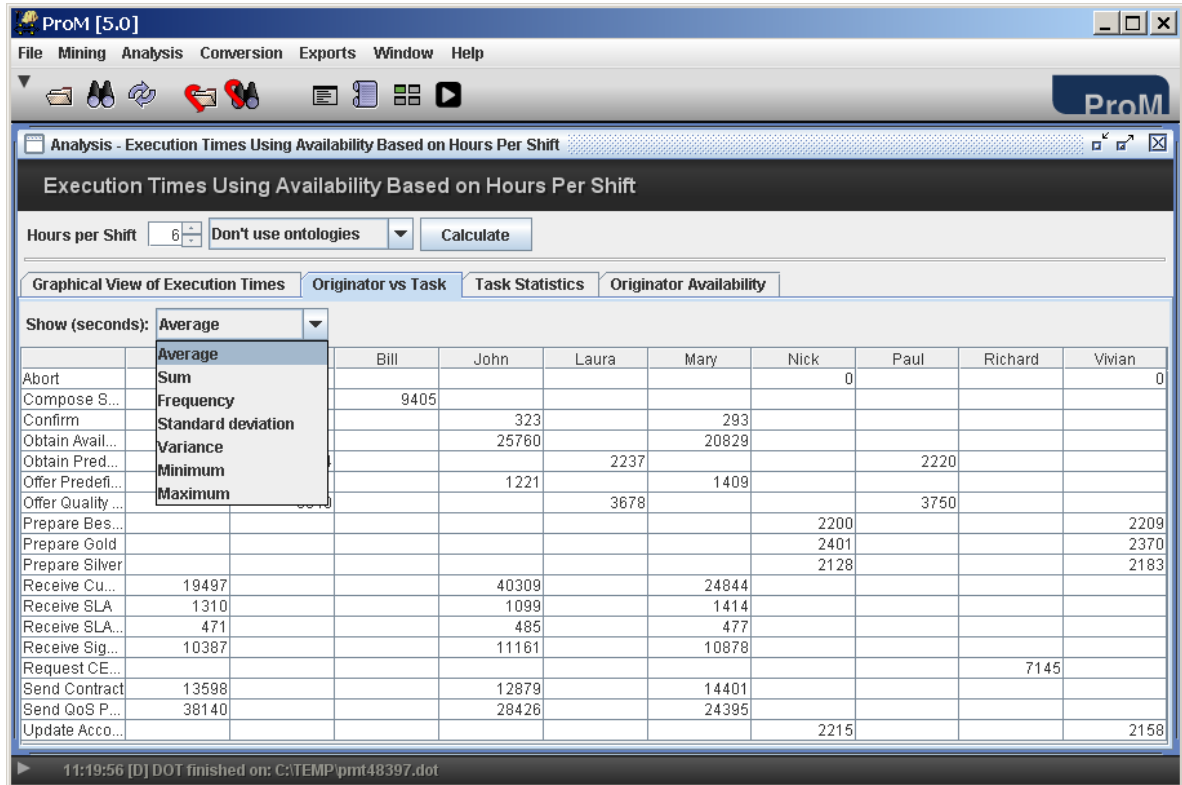 ProM [5.0]
File Mining Analysis Conversion Exports Window Help
ProM
Analysis - Execution Times Using Availability Based on Hours Per Shift
Execution Times Using Availability Based on Hours Per Shift
Hours per Shift 6 Don't use ontologies Calculate
Graphical View of Execution Times Originator vs Task Task Statistics Originator Availability
Show (seconds): Average
Average
Sum
Frequency
Standard deviation
Variance
Minimum
Maximum
Bill John Laura Mary Nick Paul Richard Vivian
Abort 0 0
Compose S... 9405
Confirm 323 293
Obtain Avail... 25760 20829
Obtain Pred... 2237 2220
Offer Predefi... 1221 1409
Offer Quality ... 3678 3750
Prepare Bes... 2200 2209
Prepare Gold 2401 2370
Prepare Silver 2128 2183
Receive Cu... 19497 40309 24844
Receive SLA 1310 1099 1414
Receive SLA... 471 485 477
Receive Sig... 10387 11161 10878
Request CE... 7145
Send Contract 13598 12879 14401
Send QoS P... 38140 28426 24395
Update Acco... 2215 2158
11:19:56 [D] DOT finished on: C:\TEMP\pmt48397.dot